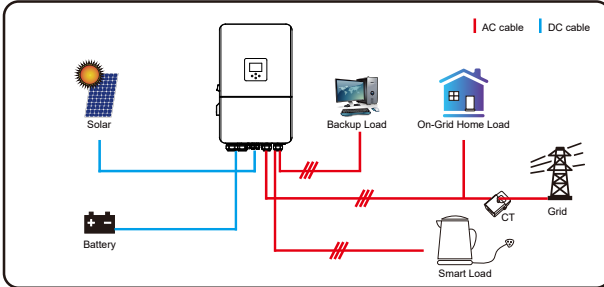 AC cable DC cable
Solar
Backup Load
On-Grid Home Load
CT
Grid
Battery
Smart Load